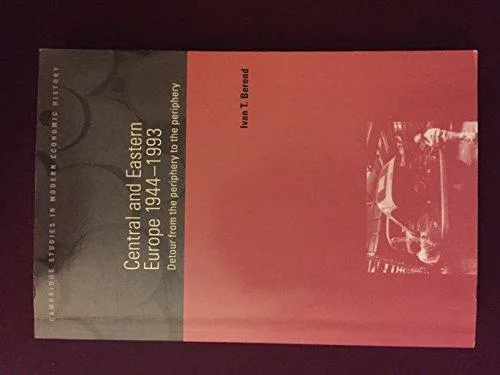 CAMBRIDGE STUDIES IN MODERN ECONOMIC HISTORY
Central and Eastern
Europe 1944–1993
Detour from the periphery to the periphery
Ivan T. Berend